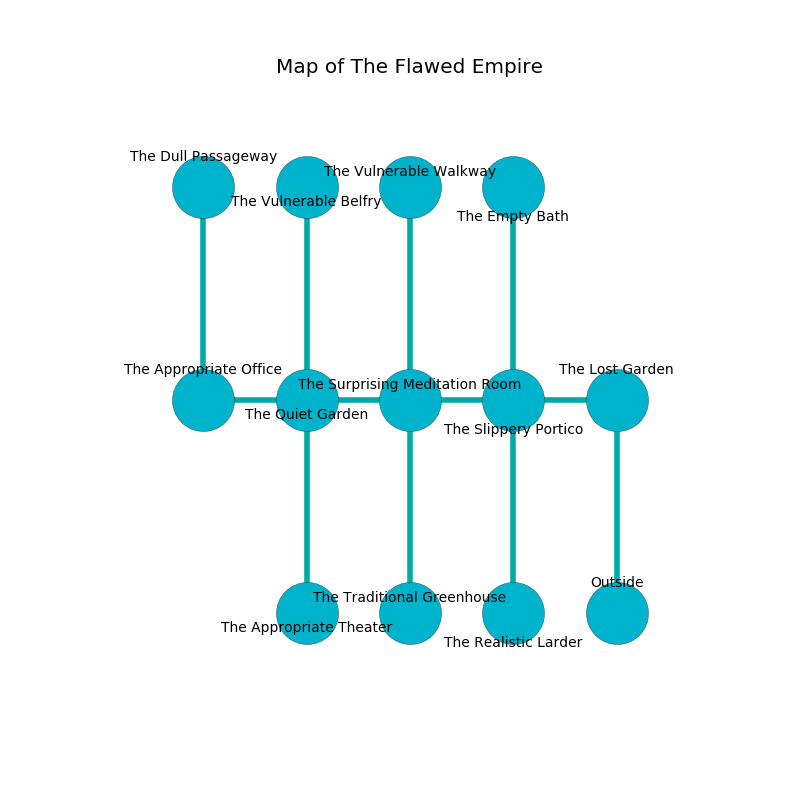 Map of The Flawed Empire
The Dull Passageway
The Vulnerable Belfry
The Vulnerable Walkway
The Empty Bath
The Appropriate Office
The Quiet Garden
The Surprising Meditation Room
The Slippery Portico
The Lost Garden
The Appropriate Theater
The Traditional Greenhouse
The Realistic Larder
Outside